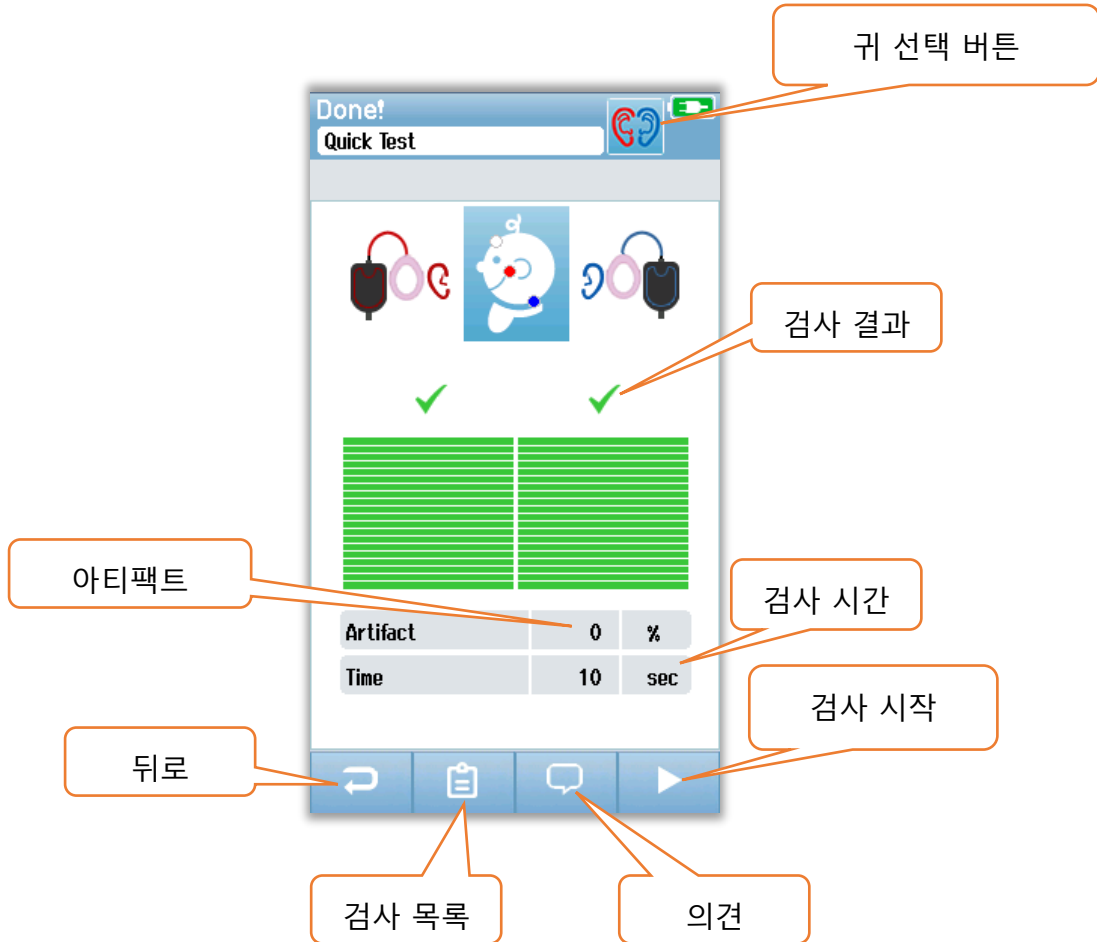 귀 선택 버튼
Done!
Quick Test
검사 결과
아티팩트
검사 시간
Artifact 0 %
Time 10 sec
검사 시작
뒤로
검사 목록
의견